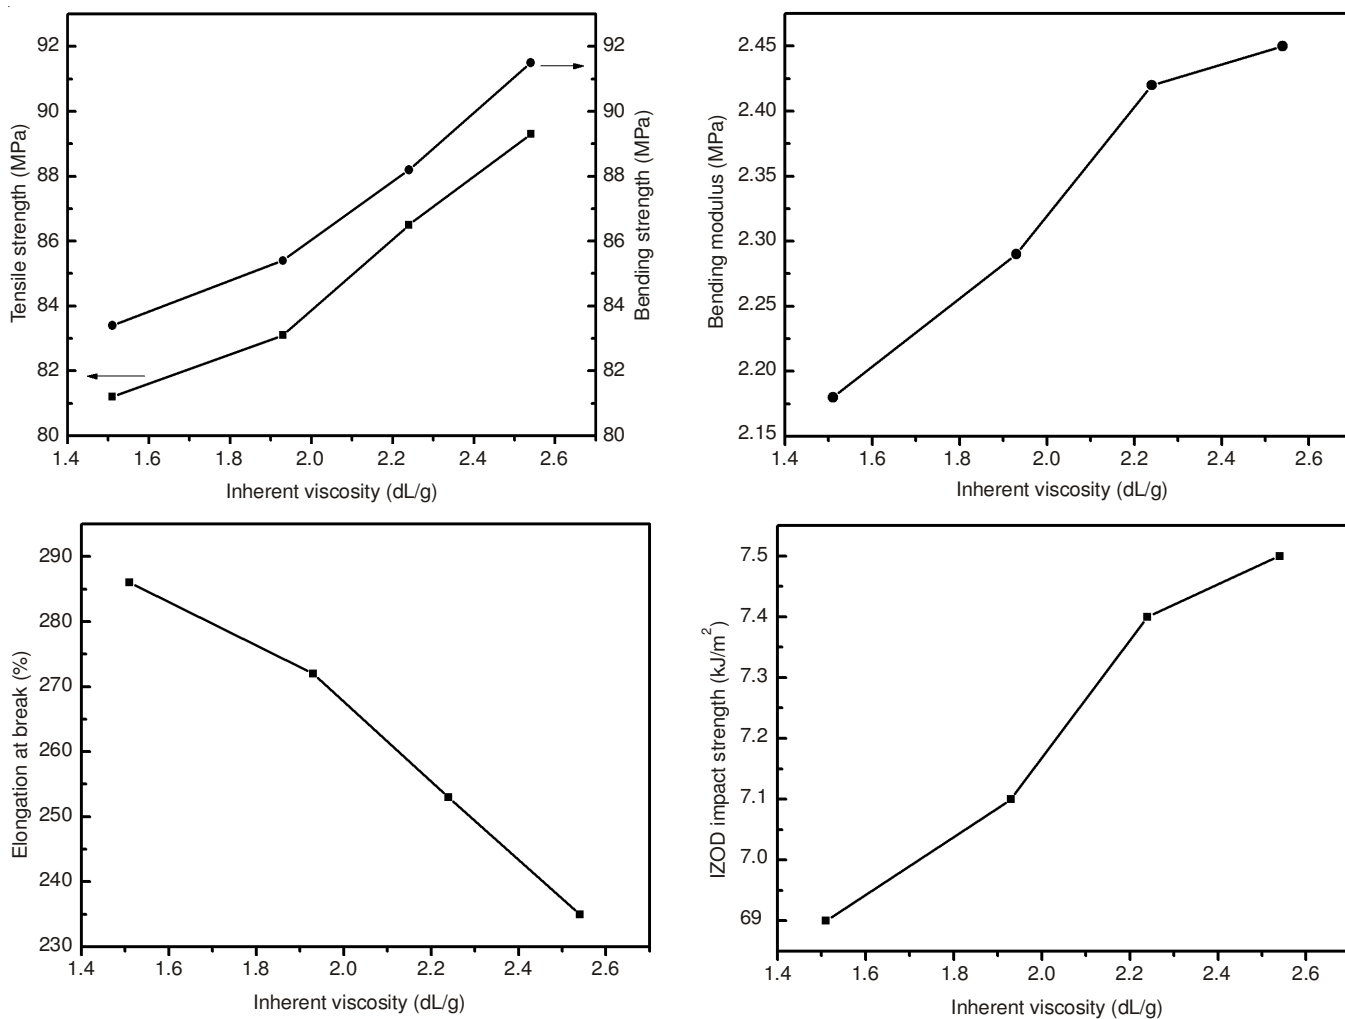 92
90
88
86
84
82
80
Tensile strength (MPa)
92
90
88
86
84
82
80
Bending strength (MPa)
1.4 1.6 1.8 2.0 2.2 2.4 2.6
Inherent viscosity (dL/g)
2.45
2.40
2.35
2.30
2.25
2.20
2.15
Bending modulus (MPa)
1.4 1.6 1.8 2.0 2.2 2.4 2.6
Inherent viscosity (dL/g)
290
280
270
260
250
240
230
Elongation at break (%)
1.4 1.6 1.8 2.0 2.2 2.4 2.6
Inherent viscosity (dL/g)
7.5
7.4
7.3
7.2
7.1
7.0
69
IZOD impact strength (kJ/m²)
1.4 1.6 1.8 2.0 2.2 2.4 2.6
Inherent viscosity (dL/g)